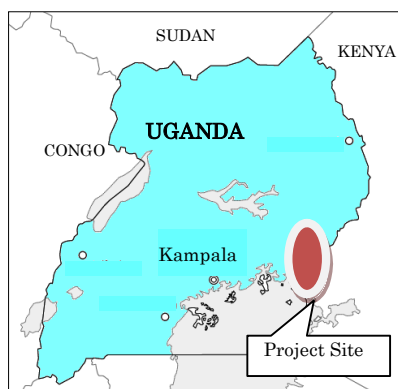 SUDAN
KENYA
UGANDA
CONGO
Kampala
Project Site